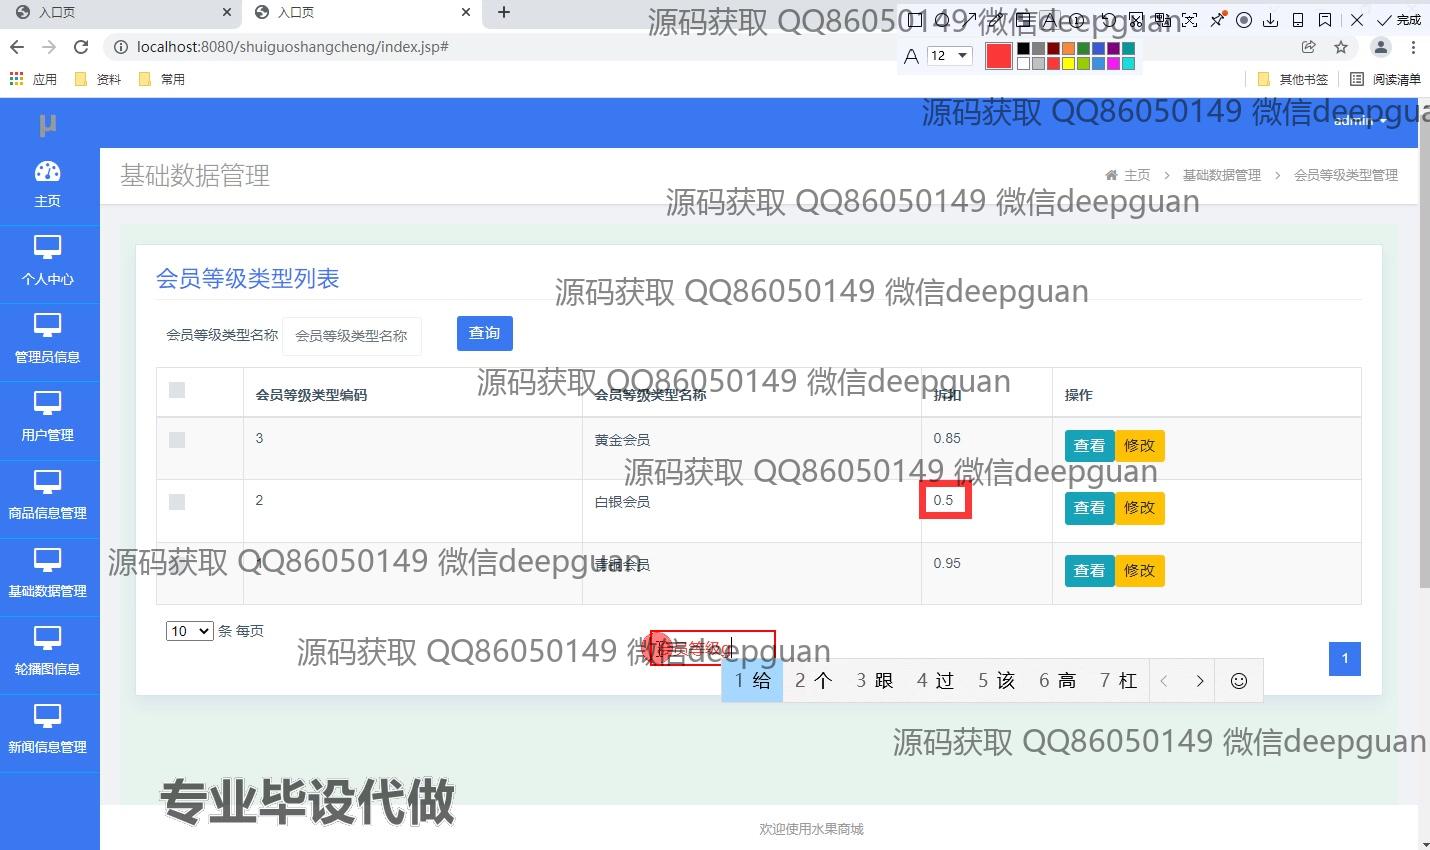 入口页
入口页
完成
localhost:8080/shuiguoshangcheng/index.jsp#
A 12
应用 资料 常用 其他书签 阅读清单
源码获取 QQ86050149 微信deepguan
μ
admin
源码获取 QQ86050149 微信deepgua
基础数据管理
主页 > 基础数据管理 > 会员等级类型管理
源码获取 QQ86050149 微信deepguan
主页
个人中心
管理员信息
用户管理
商品信息管理
基础数据管理
轮播图信息
新闻信息管理
会员等级类型列表
源码获取 QQ86050149 微信deepguan
会员等级类型名称 会员等级类型名称 查询
源码获取 QQ86050149 微信deepguan
会员等级类型编码 会员等级类型名称 折扣 操作
3 黄金会员 0.85 查看 修改
源码获取 QQ86050149 微信deepguan
2 白银会员 0.5 查看 修改
源码获取 QQ86050149 微信deepguan
1 青铜会员 0.95 查看 修改
10 条 每页
源码获取 QQ86050149 微信deepguan
会员等级g
1
1 给 2 个 3 跟 4 过 5 该 6 高 7 杠
源码获取 QQ86050149 微信deepguan
专业毕设代做
欢迎使用水果商城